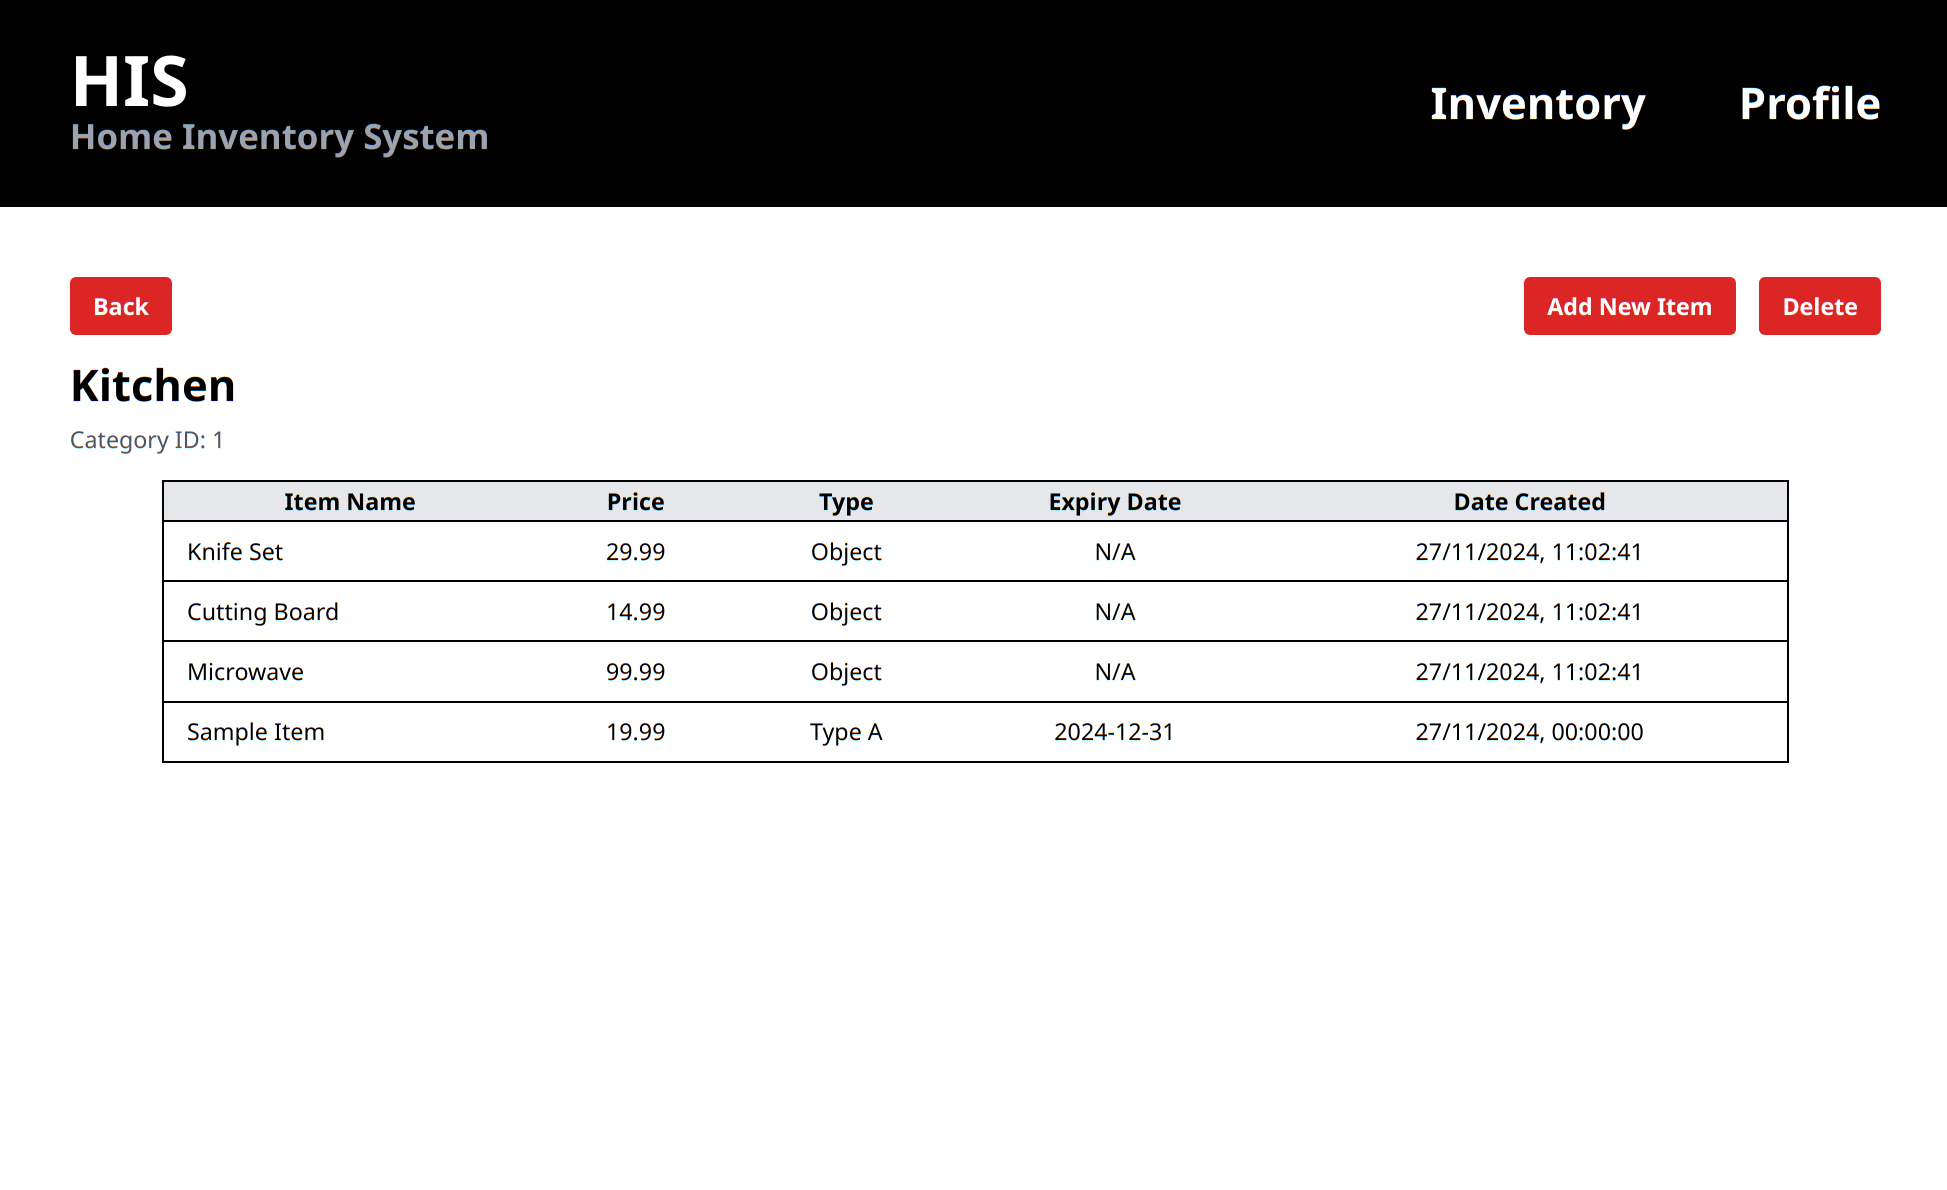 HIS
Home Inventory System
Inventory Profile
Back Add New Item Delete
Kitchen
Category ID: 1
Item Name Price Type Expiry Date Date Created
Knife Set 29.99 Object N/A 27/11/2024, 11:02:41
Cutting Board 14.99 Object N/A 27/11/2024, 11:02:41
Microwave 99.99 Object N/A 27/11/2024, 11:02:41
Sample Item 19.99 Type A 2024-12-31 27/11/2024, 00:00:00